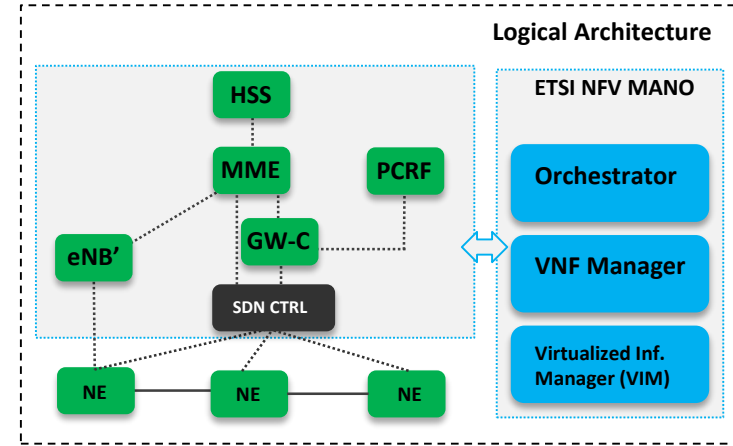 Logical Architecture
HSS
MME
PCRF
GW-C
eNB’
SDN CTRL
NE
NE
NE
ETSI NFV MANO
Orchestrator
VNF Manager
Virtualized Inf.
Manager (VIM)